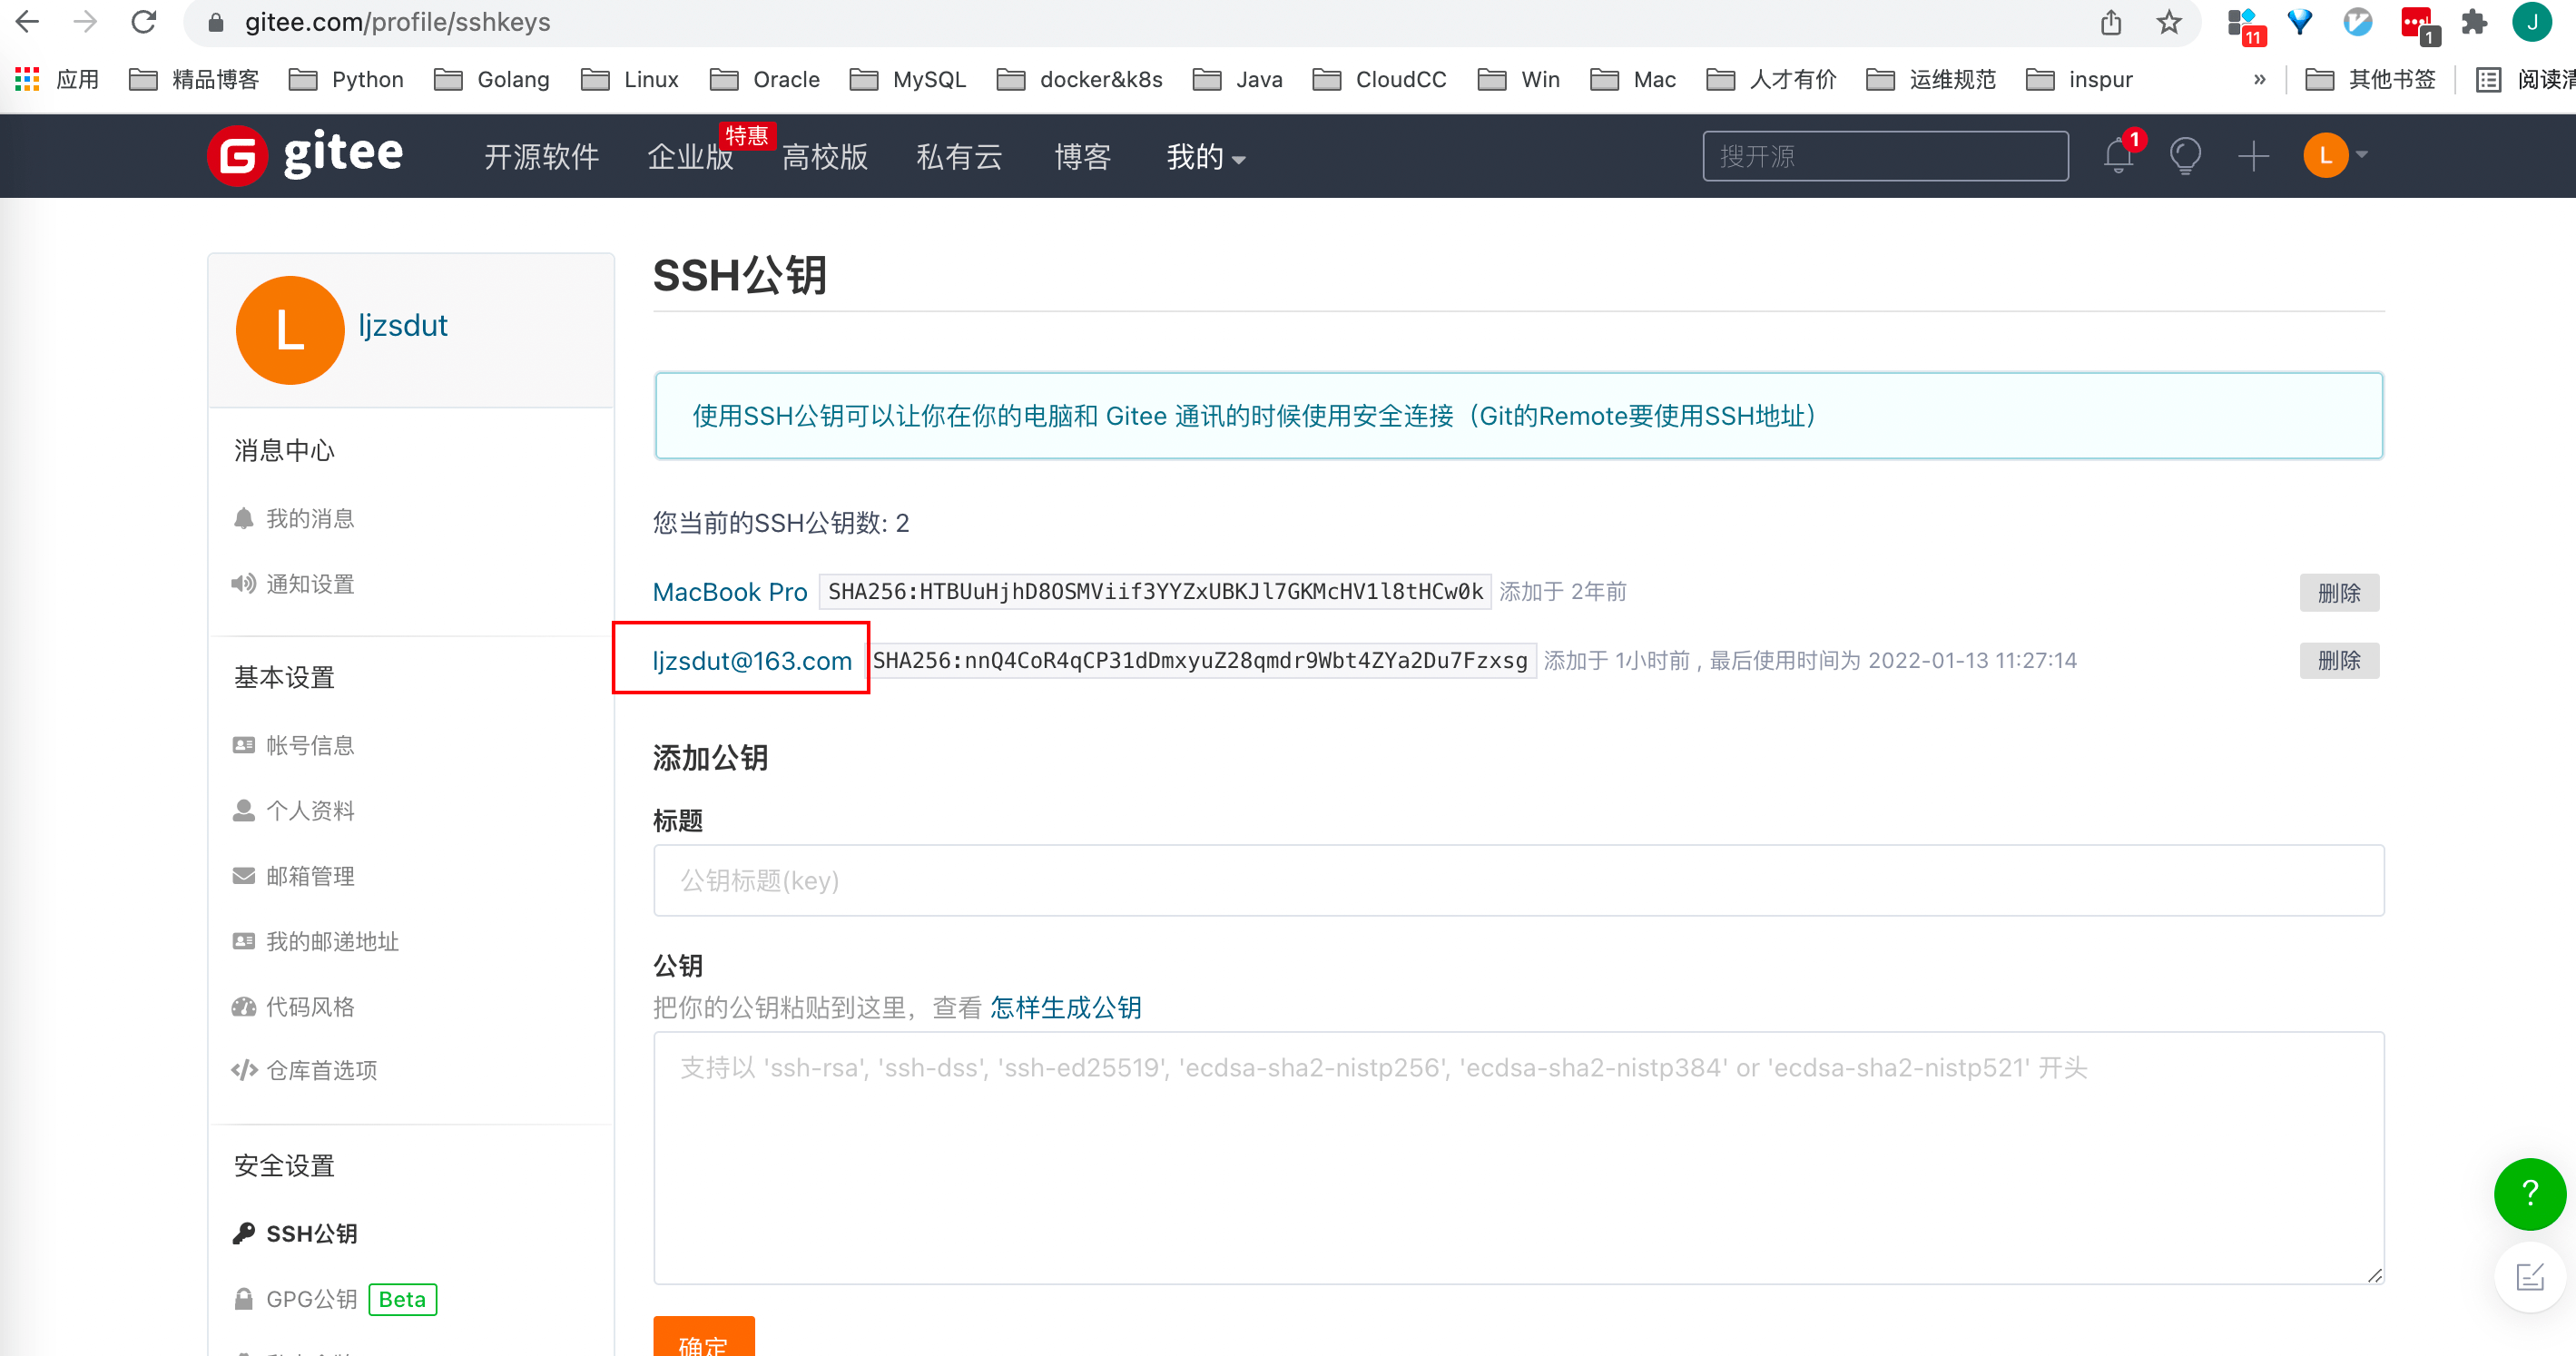 gitee.com/profile/sshkeys
11
1
J
应用 精品博客 Python Golang Linux Oracle MySQL docker&k8s Java CloudCC Win Mac 人才有价 运维规范 inspur » 其他书签 阅读清
G gitee 开源软件 企业版 特惠 高校版 私有云 博客 我的 搜开源 1 L
L ljzsdut
消息中心
我的消息
通知设置
基本设置
帐号信息
个人资料
邮箱管理
我的邮递地址
代码风格
仓库首选项
安全设置
SSH公钥
GPG公钥 Beta
SSH公钥
使用SSH公钥可以让你在你的电脑和 Gitee 通讯的时候使用安全连接（Git的Remote要使用SSH地址）
您当前的SSH公钥数: 2
MacBook Pro SHA256:HTBUuHjhD8OSMViif3YYZxUBKJl7GKMcHV1l8tHCw0k 添加于 2年前 删除
ljzsdut@163.com SHA256:nnQ4CoR4qCP31dDmxyuZ28qmdr9Wbt4ZYa2Du7Fzxsg 添加于 1小时前 , 最后使用时间为 2022-01-13 11:27:14 删除
添加公钥
标题
公钥标题(key)
公钥
把你的公钥粘贴到这里，查看 怎样生成公钥
支持以 'ssh-rsa', 'ssh-dss', 'ssh-ed25519', 'ecdsa-sha2-nistp256', 'ecdsa-sha2-nistp384' or 'ecdsa-sha2-nistp521' 开头
确定
?